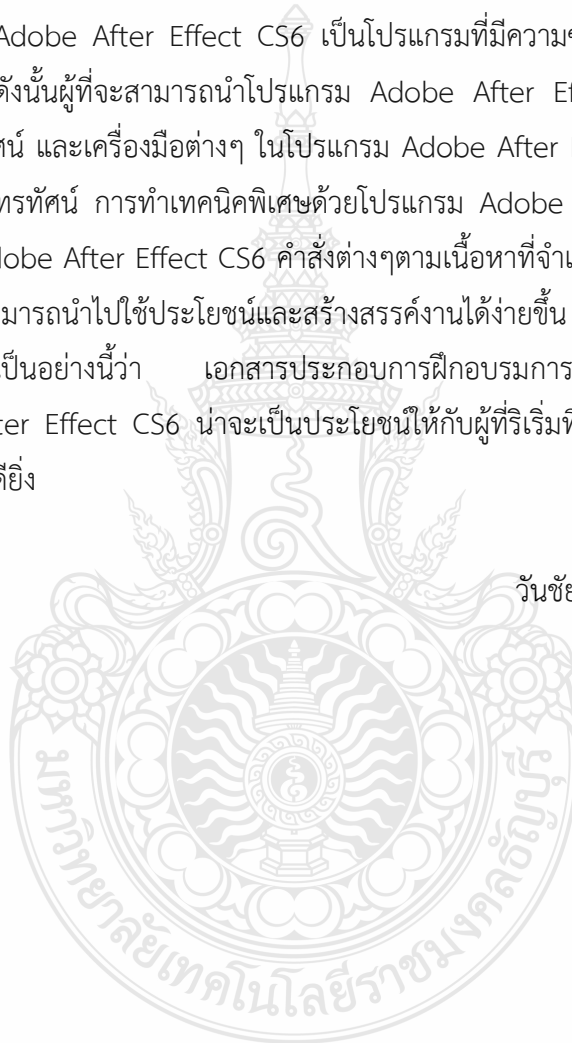 Adobe After Effect CS6 เป็นโปรแกรมที่มีความ
ดังนั้นผู้ที่จะสามารถนำโปรแกรม Adobe After Ef
ศน์ และเครื่องมือต่างๆ ในโปรแกรม Adobe After
ทรทัศน์ การทำเทคนิคพิเศษด้วยโปรแกรม Adobe
dobe After Effect CS6 คำสั่งต่างๆตามเนื้อหาที่จำเ
มารถนำไปใช้ประโยชน์และสร้างสรรค์งานได้ง่ายขึ้น
เป็นอย่างนี้ว่า เอกสารประกอบการฝึกอบรมการ
ter Effect CS6 น่าจะเป็นประโยชน์ให้กับผู้ที่ริเริ่มที
ดียิ่ง
วันชัย
มหาวิทยาลัยเทคโนโลยีราชมงคลธัญบุรี